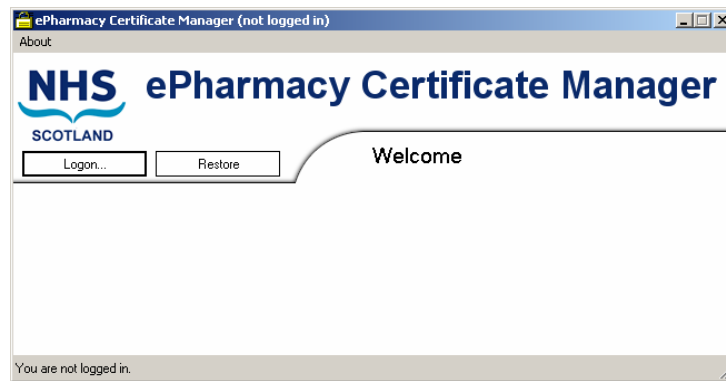 ePharmacy Certificate Manager (not logged in)
About
NHS
SCOTLAND
ePharmacy Certificate Manager
Logon...
Restore
Welcome
You are not logged in.